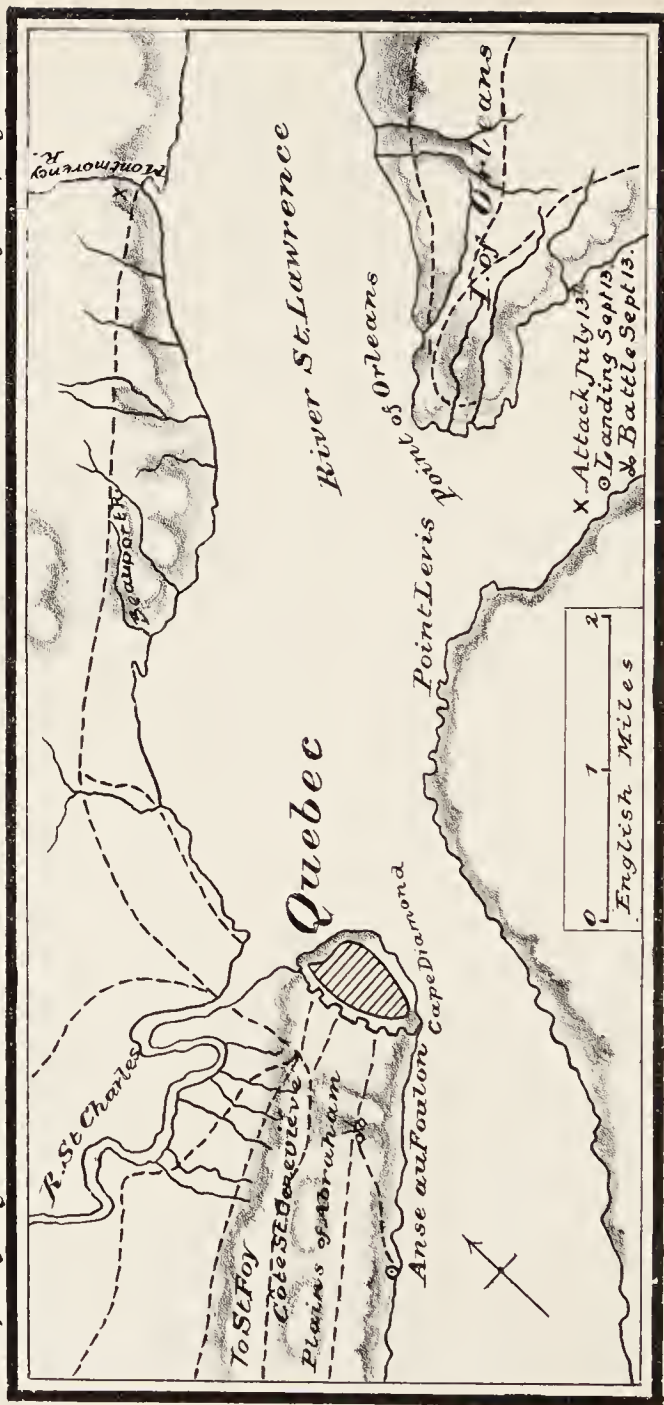 Montmorency
R.
Beauport R.
River St. Lawrence
I. of Orleans
Point of Orleans
Point Levis
Quebec
R. St Charles
Cape Diamond
To St Foy
Côte St. Genevieve
Plains of Abraham
Anse au Foulon
X Attack July 13.
Landing Sept 13.
Battle Sept 13.
0 1 2
English Miles